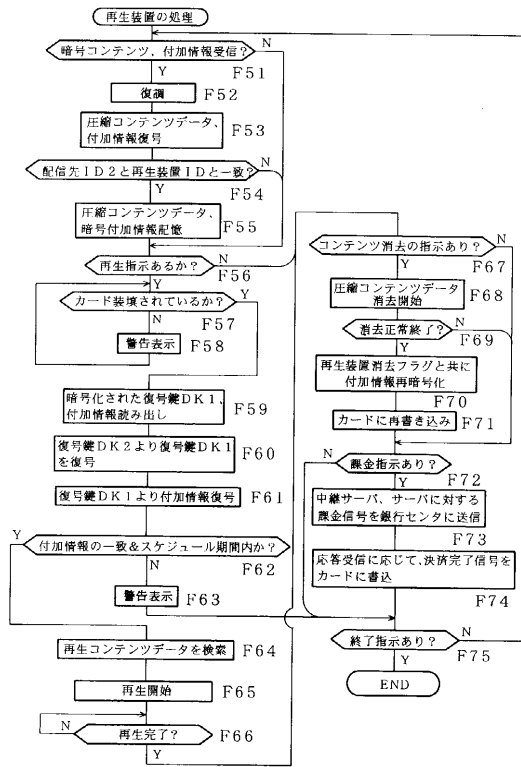 再生装置の処理
暗号コンテンツ、付加情報受信?
N
Y
F51
復調
F52
圧縮コンテンツデータ、
付加情報復号
F53
配信先ID2と再生装置IDと一致?
N
Y
F54
圧縮コンテンツデータ、
暗号付加情報記憶
F55
再生指示あるか?
N
F56
Y
カード装填されているか?
Y
F57
N
警告表示
F58
暗号化された復号鍵DK1、
付加情報読み出し
F59
復号鍵DK2より復号鍵DK1
を復号
F60
復号鍵DK1より付加情報復号
F61
Y
付加情報の一致&スケジュール期間内か?
F62
N
警告表示
F63
再生コンテンツデータを検索
F64
再生開始
F65
N
再生完了?
F66
Y
コンテンツ消去の指示あり?
N
F67
Y
圧縮コンテンツデータ
消去開始
F68
消去正常終了?
N
F69
Y
再生装置消去フラグと共に
付加情報再暗号化
F70
カードに再書き込み
F71
N
課金指示あり?
F72
Y
中継サーバ、サーバに対する
課金信号を銀行センタに送信
F73
応答受信に応じて、決済完了信号を
カードに書込
F74
終了指示あり?
N
F75
Y
END